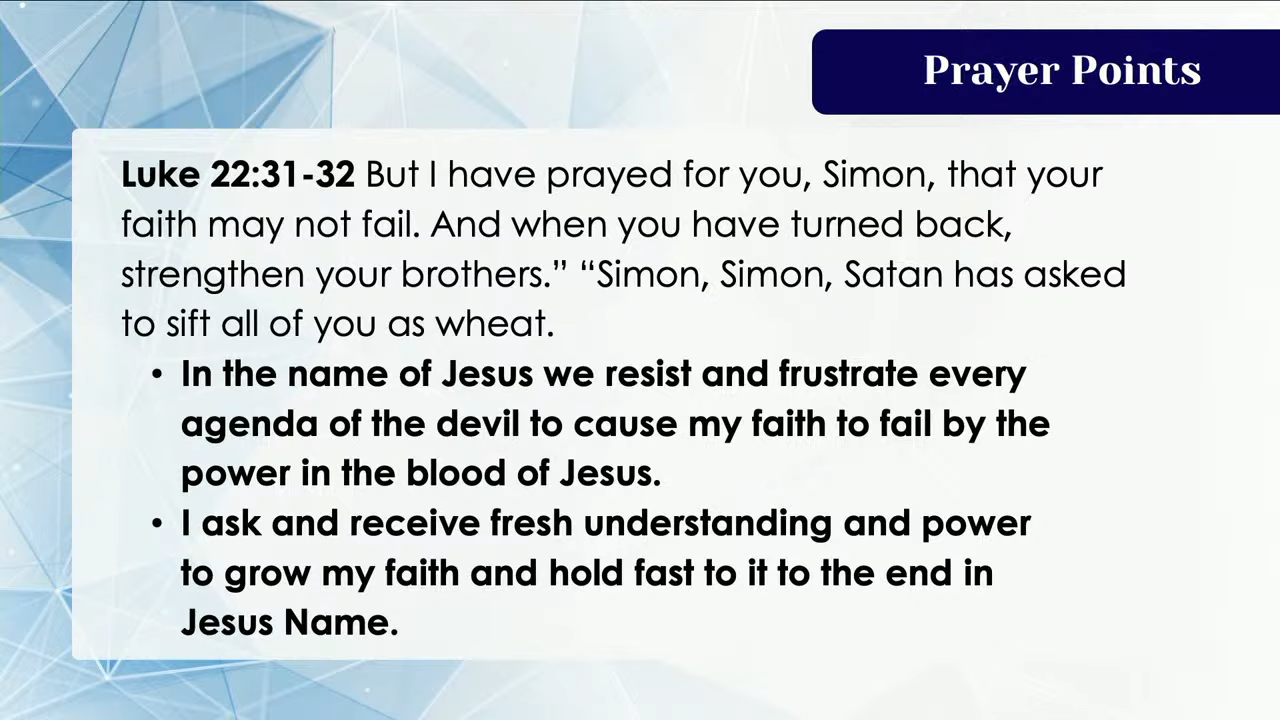 Prayer Points
Luke 22:31-32 But I have prayed for you, Simon, that your
faith may not fail. And when you have turned back,
strengthen your brothers.” “Simon, Simon, Satan has asked
to sift all of you as wheat.
• In the name of Jesus we resist and frustrate every
agenda of the devil to cause my faith to fail by the
power in the blood of Jesus.
• I ask and receive fresh understanding and power
to grow my faith and hold fast to it to the end in
Jesus Name.